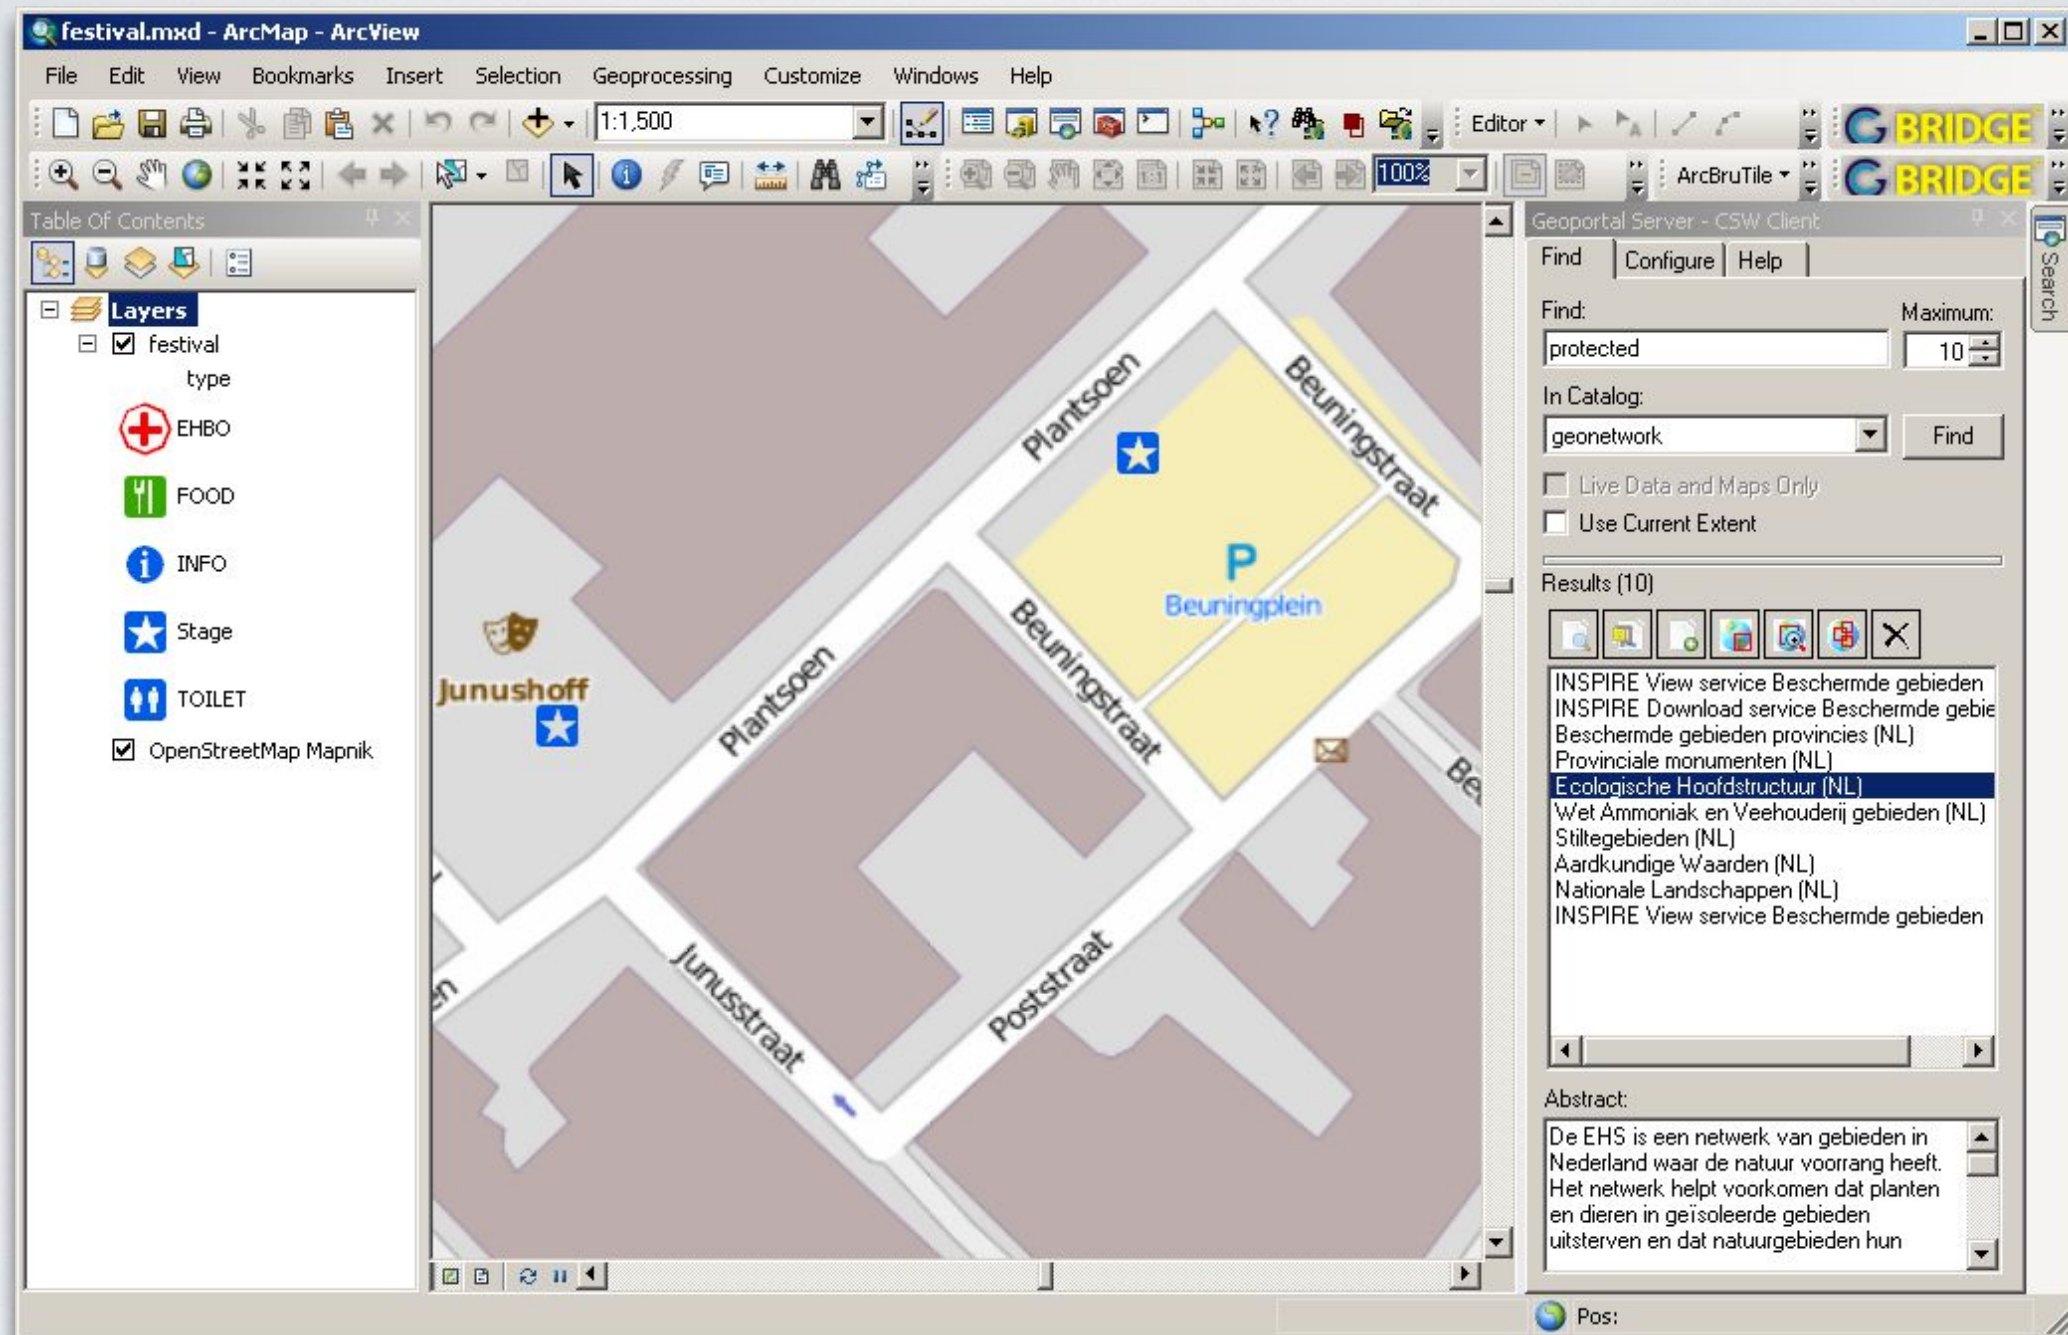 festival.mxd - ArcMap - ArcView
File Edit View Bookmarks Insert Selection Geoprocessing Customize Windows Help
1:1,500
Editor
G BRIDGE
100%
ArcBruTile
G BRIDGE
Table Of Contents
Layers
festival
type
EHBO
FOOD
INFO
Stage
TOILET
OpenStreetMap Mapnik
Plantsoen
Beuningstraat
P
Beuningplein
Beuningstraat
Junushoff
Plantsoen
Junusstraat
Poststraat
Geoportal Server - CSW Client
Find Configure Help
Find:
Maximum:
protected
10
In Catalog:
geonetwork
Find
Live Data and Maps Only
Use Current Extent
Results (10)
INSPIRE View service Beschermde gebieden
INSPIRE Download service Beschermde gebie
Beschermde gebieden provincies (NL)
Provinciale monumenten (NL)
Ecologische Hoofdstructuur (NL)
Wet Ammoniak en Veehouderij gebieden (NL)
Stiltegebieden (NL)
Aardkundige Waarden (NL)
Nationale Landschappen (NL)
INSPIRE View service Beschermde gebieden
Abstract:
De EHS is een netwerk van gebieden in
Nederland waar de natuur voorrang heeft.
Het netwerk helpt voorkomen dat planten
en dieren in geïsoleerde gebieden
uitsterven en dat natuurgebieden hun
Search
Pos: